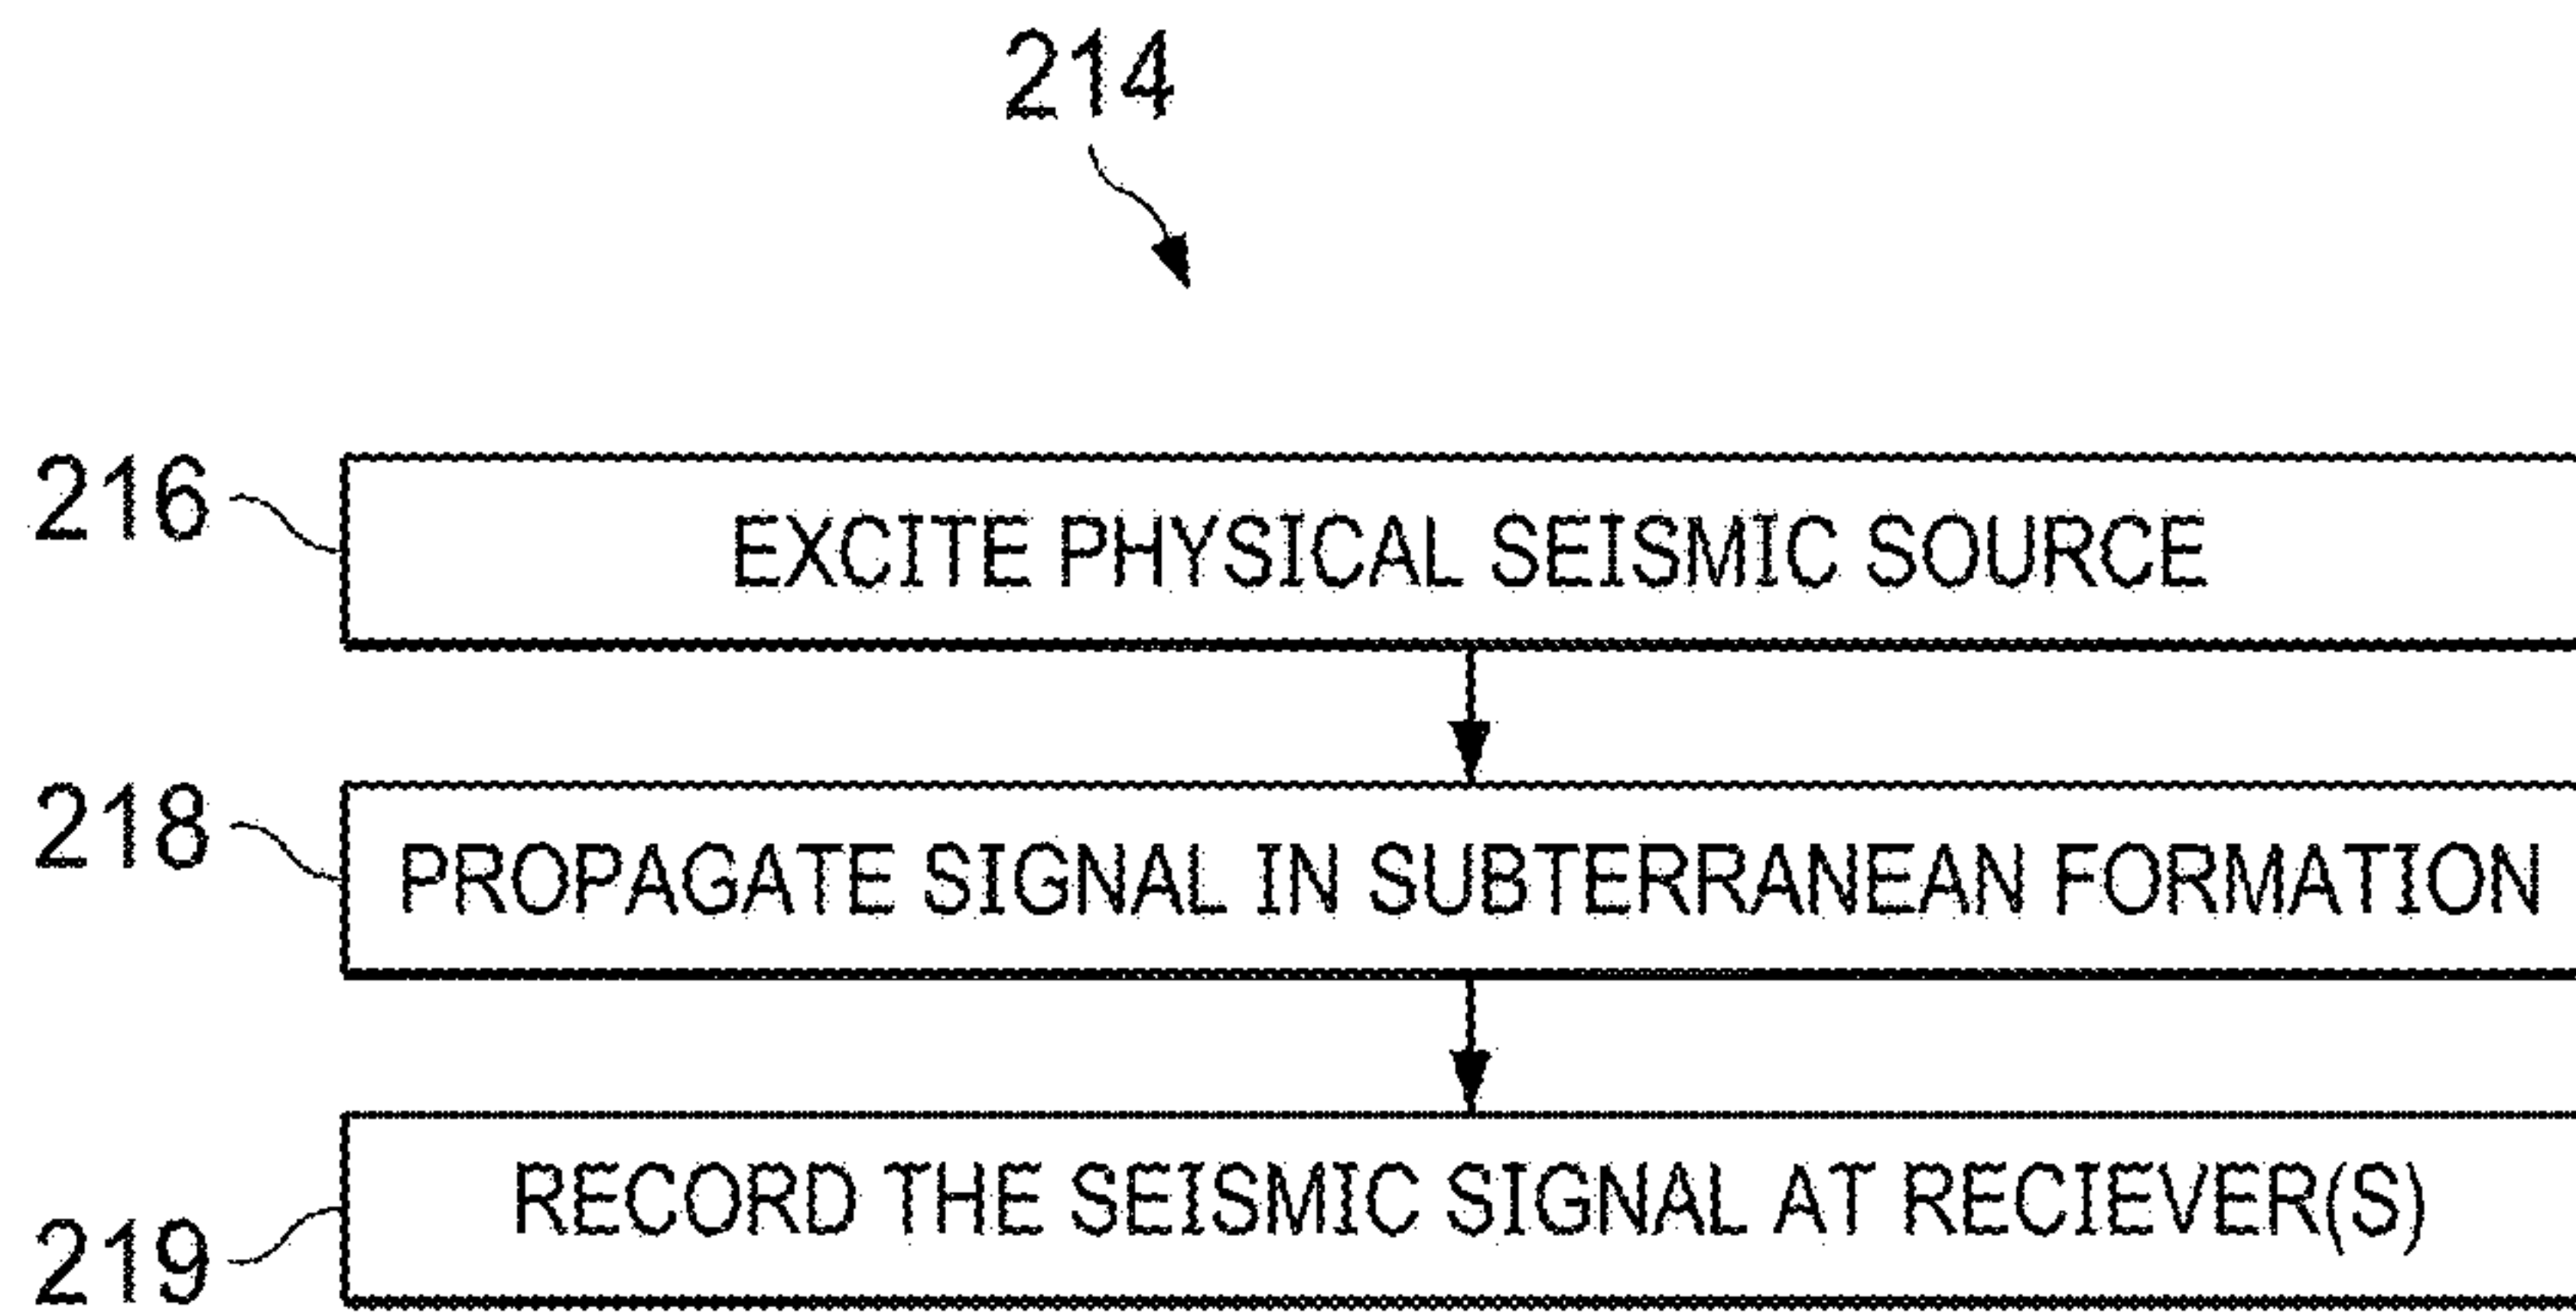 214
216
EXCITE PHYSICAL SEISMIC SOURCE
218
PROPAGATE SIGNAL IN SUBTERRANEAN FORMATION
219
RECORD THE SEISMIC SIGNAL AT RECIEVER(S)